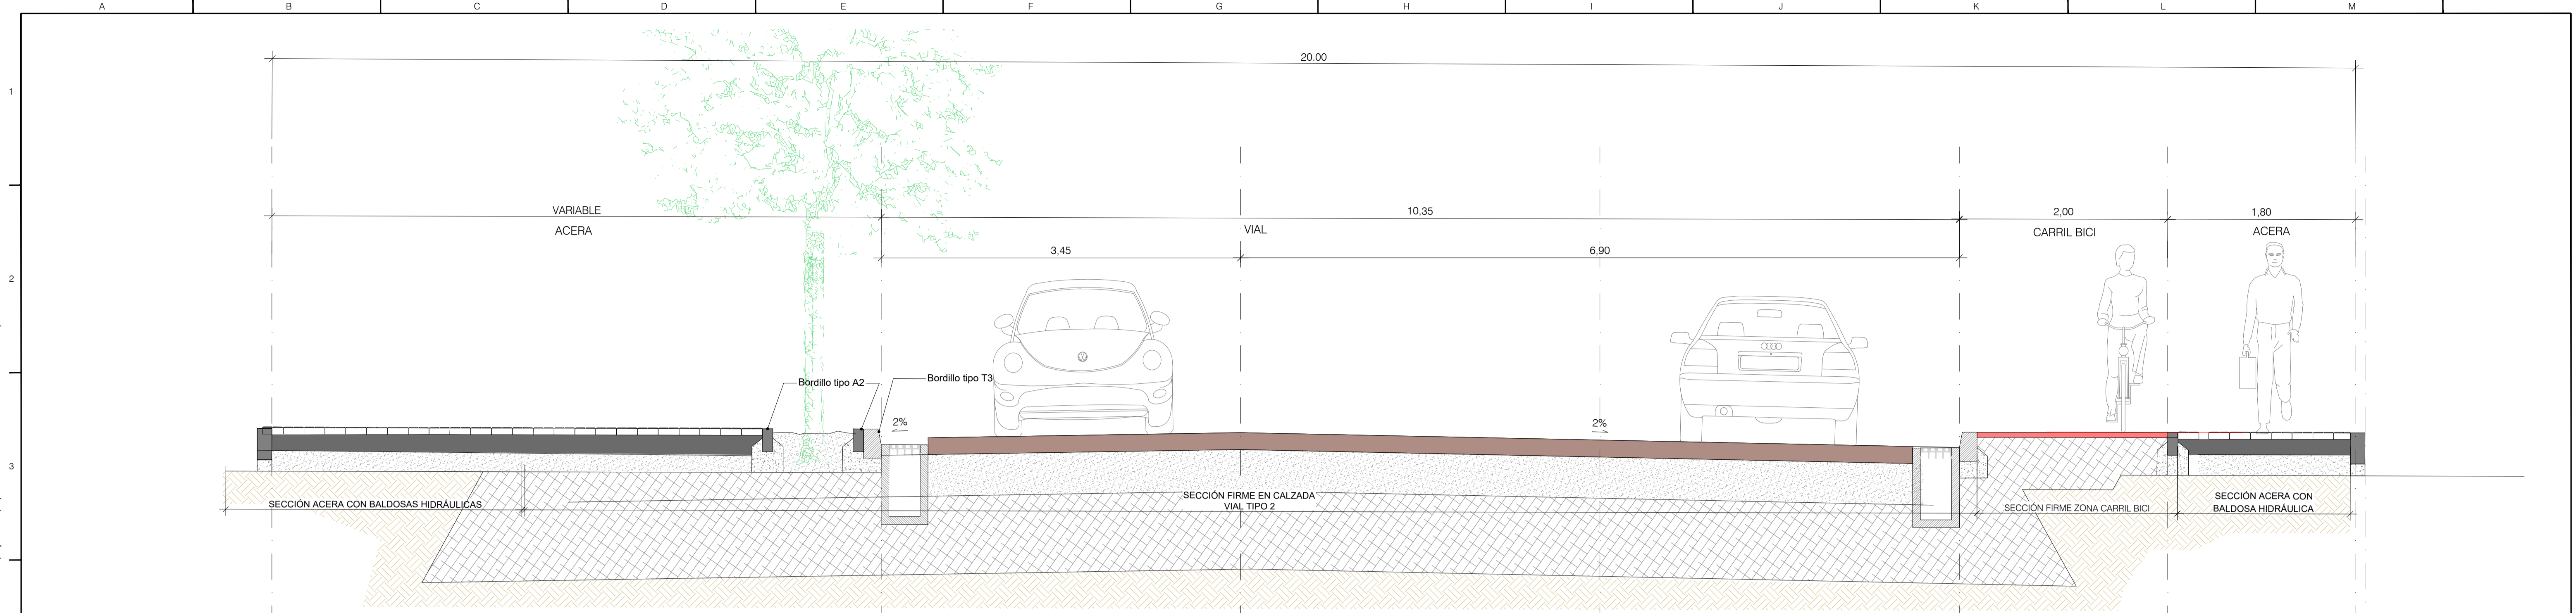 A B C D E F G H I J K L M
20.00
1
VARIABLE
10,35
2,00
1,80
ACERA
VIAL
CARRIL BICI
ACERA
3,45
6,90
2
Bordillo tipo A2
Bordillo tipo T3
2%
2%
3
SECCIÓN ACERA CON BALDOSAS HIDRÁULICAS
SECCIÓN FIRME EN CALZADA
VIAL TIPO 2
SECCIÓN FIRME ZONA CARRIL BICI
SECCIÓN ACERA CON
BALDOSA HIDRÁULICA